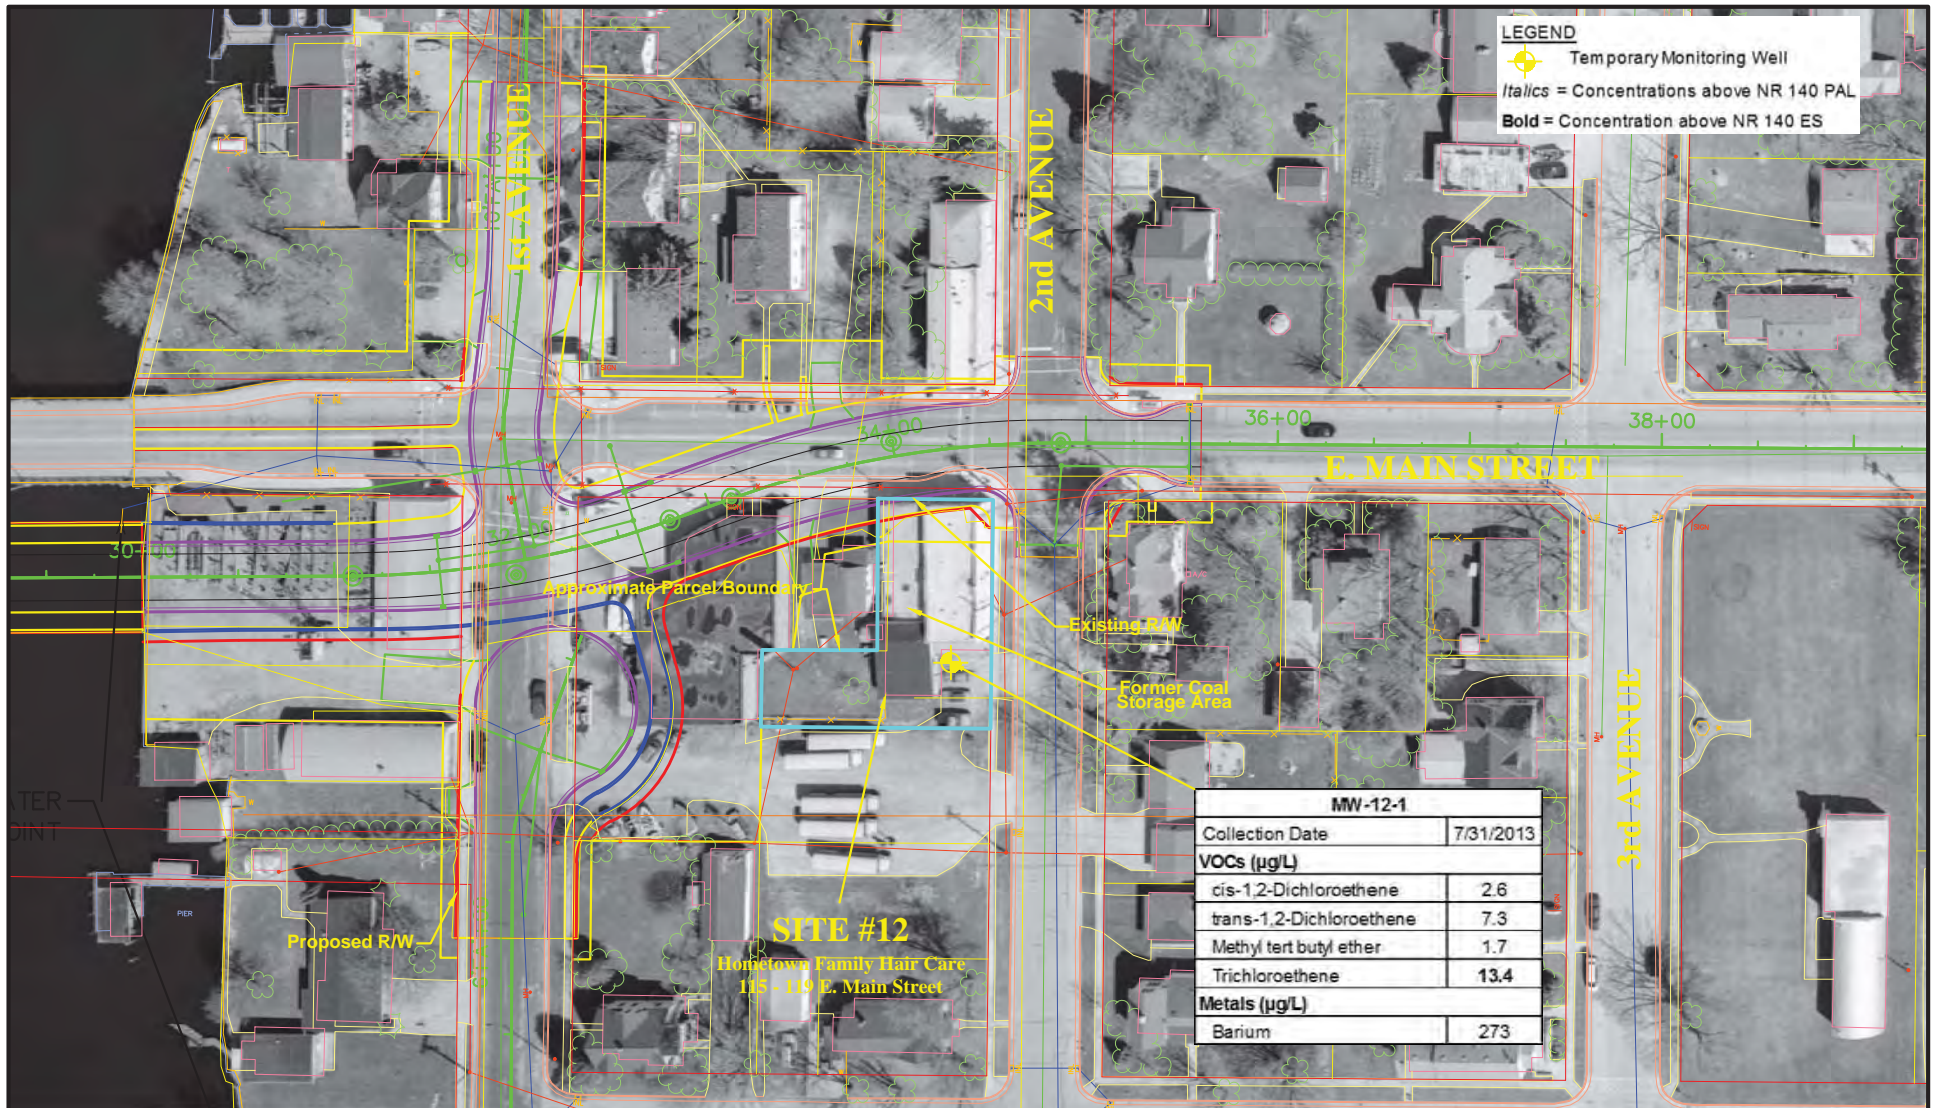 LEGEND
Temporary Monitoring Well
Italics = Concentrations above NR 140 PAL
Bold = Concentration above NR 140 ES
1st AVENUE
2nd AVENUE
34+00
36+00
38+00
E. MAIN STREET
30+00
Approximate Parcel Boundary
Existing R/W
Former Coal
Storage Area
3rd AVENUE
PIER
Proposed R/W
SITE #12
Hometown Family Hair Care
115 - 119 E. Main Street
MW-12-1
Collection Date 7/31/2013
VOCs (µg/L)
cis-1,2-Dichloroethene 2.6
trans-1,2-Dichloroethene 7.3
Methyl tert butyl ether 1.7
Trichloroethene 13.4
Metals (µg/L)
Barium 273